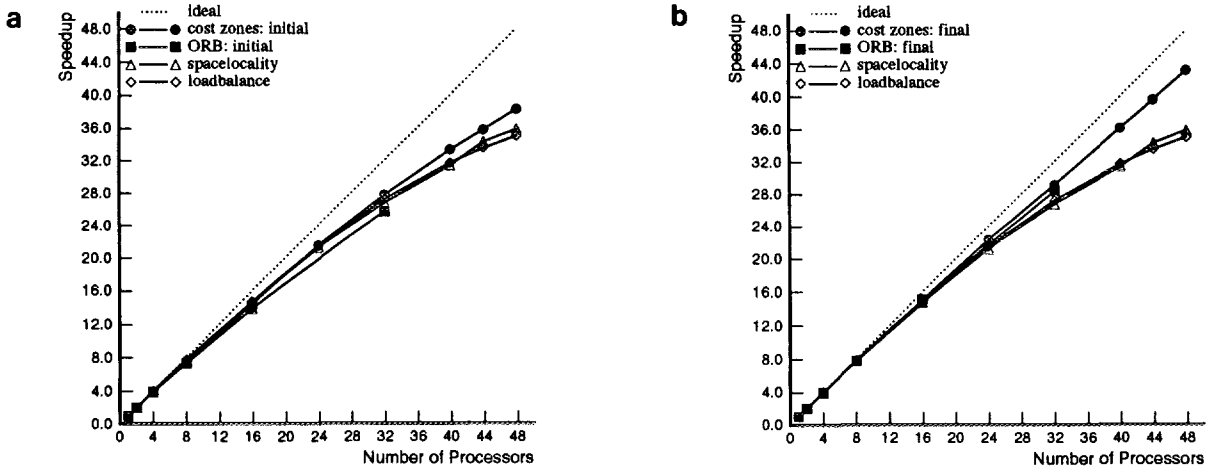 a
ideal
cost zones: initial
ORB: initial
spacelocality
loadbalance
Speedup
48.0
44.0
40.0
36.0
32.0
28.0
24.0
20.0
16.0
12.0
8.0
4.0
0.0
0 4 8 12 16 20 24 28 32 36 40 44 48
Number of Processors
b
ideal
cost zones: final
ORB: final
spacelocality
loadbalance
Speedup
48.0
44.0
40.0
36.0
32.0
28.0
24.0
20.0
16.0
12.0
8.0
4.0
0.0
0 4 8 12 16 20 24 28 32 36 40 44 48
Number of Processors